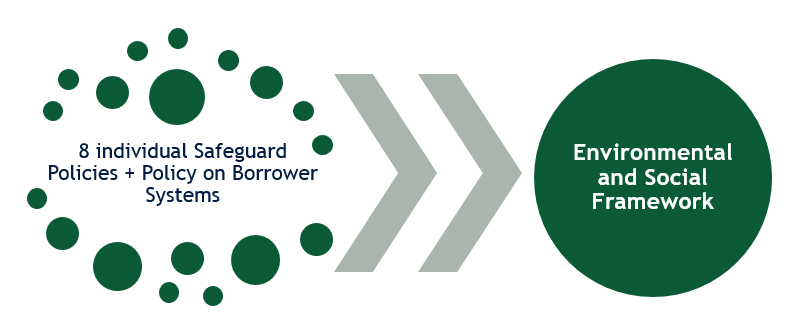 8 individual Safeguard
Policies + Policy on Borrower
Systems
Environmental
and Social
Framework